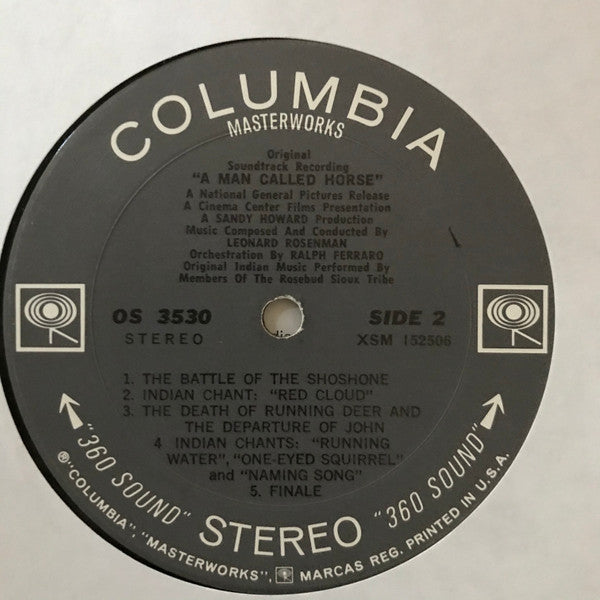 COLUMBIA
MASTERWORKS
Original
Soundtrack Recording
"A MAN CALLED HORSE"
A National General Pictures Release
A Cinema Center Films Presentation
A SANDY HOWARD Production
Music Composed And Conducted By
LEONARD ROSENMAN
Orchestration By RALPH FERRARO
Original Indian Music Performed By
Members Of The Rosebud Sioux Tribe
OS 3530
STEREO
SIDE 2
XSM 152506
1. THE BATTLE OF THE SHOSHONE
2. INDIAN CHANT: "RED CLOUD"
3. THE DEATH OF RUNNING DEER AND
THE DEPARTURE OF JOHN
4. INDIAN CHANTS: "RUNNING
WATER", "ONE-EYED SQUIRREL"
and "NAMING SONG"
5. FINALE
"360 SOUND" STEREO "360 SOUND"
® "COLUMBIA", "MASTERWORKS", MARCAS REG. PRINTED IN U.S.A.